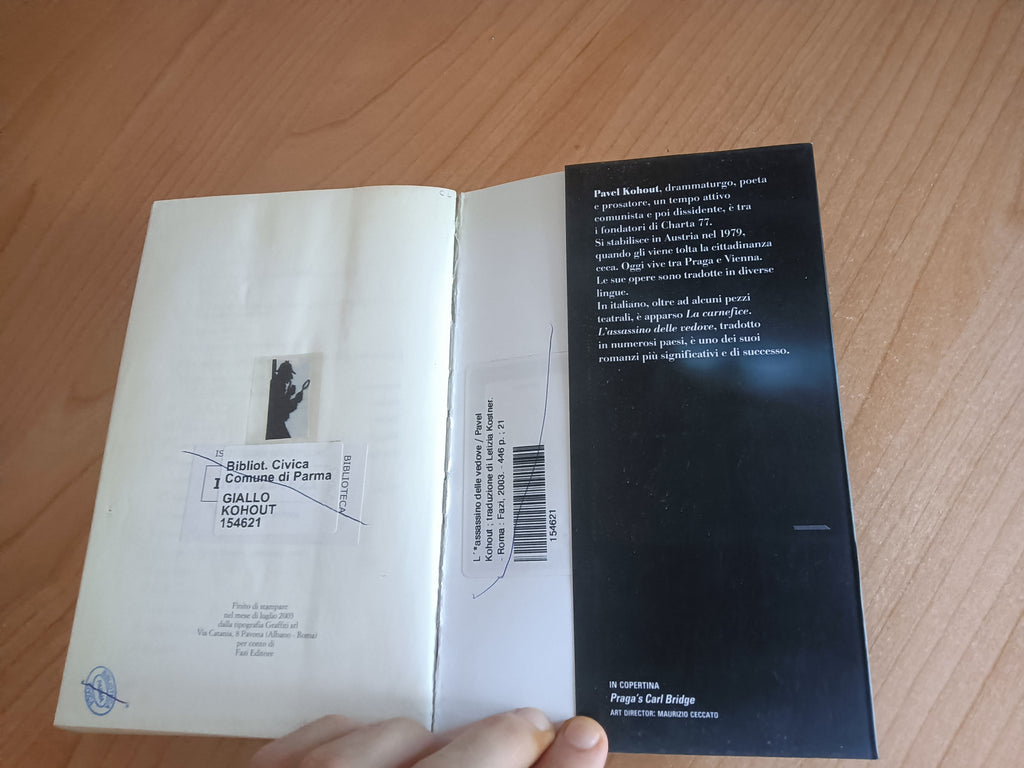 IS
BIBLIOTECA
Bibliot. Civica
Comune di Parma
GIALLO
KOHOUT
154621
Finito di stampare
nel mese di luglio 2003
dalla tipografia Graffiti srl
Via Catania, 8 Pavona (Albano - Roma)
per conto di
Fazi Editore
L'*assassino delle vedove / Pavel
Kohout ; traduzione di Letizia Kostner.
- Roma : Fazi, 2003. - 446 p. ; 21
154621
Pavel Kohout, drammaturgo, poeta
e prosatore, un tempo attivo
comunista e poi dissidente, è tra
i fondatori di Charta 77.
Si stabilisce in Austria nel 1979,
quando gli viene tolta la cittadinanza
ceca. Oggi vive tra Praga e Vienna.
Le sue opere sono tradotte in diverse
lingue.
In italiano, oltre ad alcuni pezzi
teatrali, è apparso La carnefice.
L'assassino delle vedove, tradotto
in numerosi paesi, è uno dei suoi
romanzi più significativi e di successo.
IN COPERTINA
Praga's Carl Bridge
ART DIRECTOR: MAURIZIO CECCATO